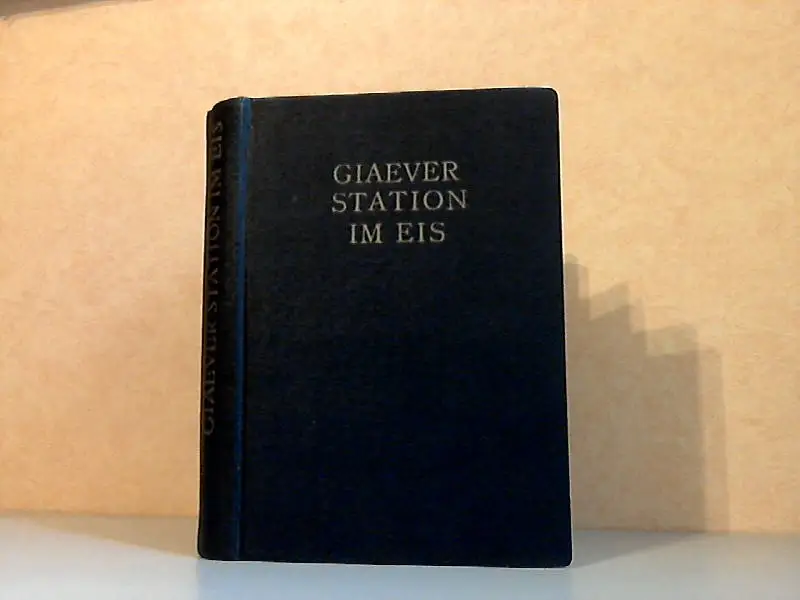 GIAEVER
STATION
IM EIS
GIAEVER STATION IM EIS